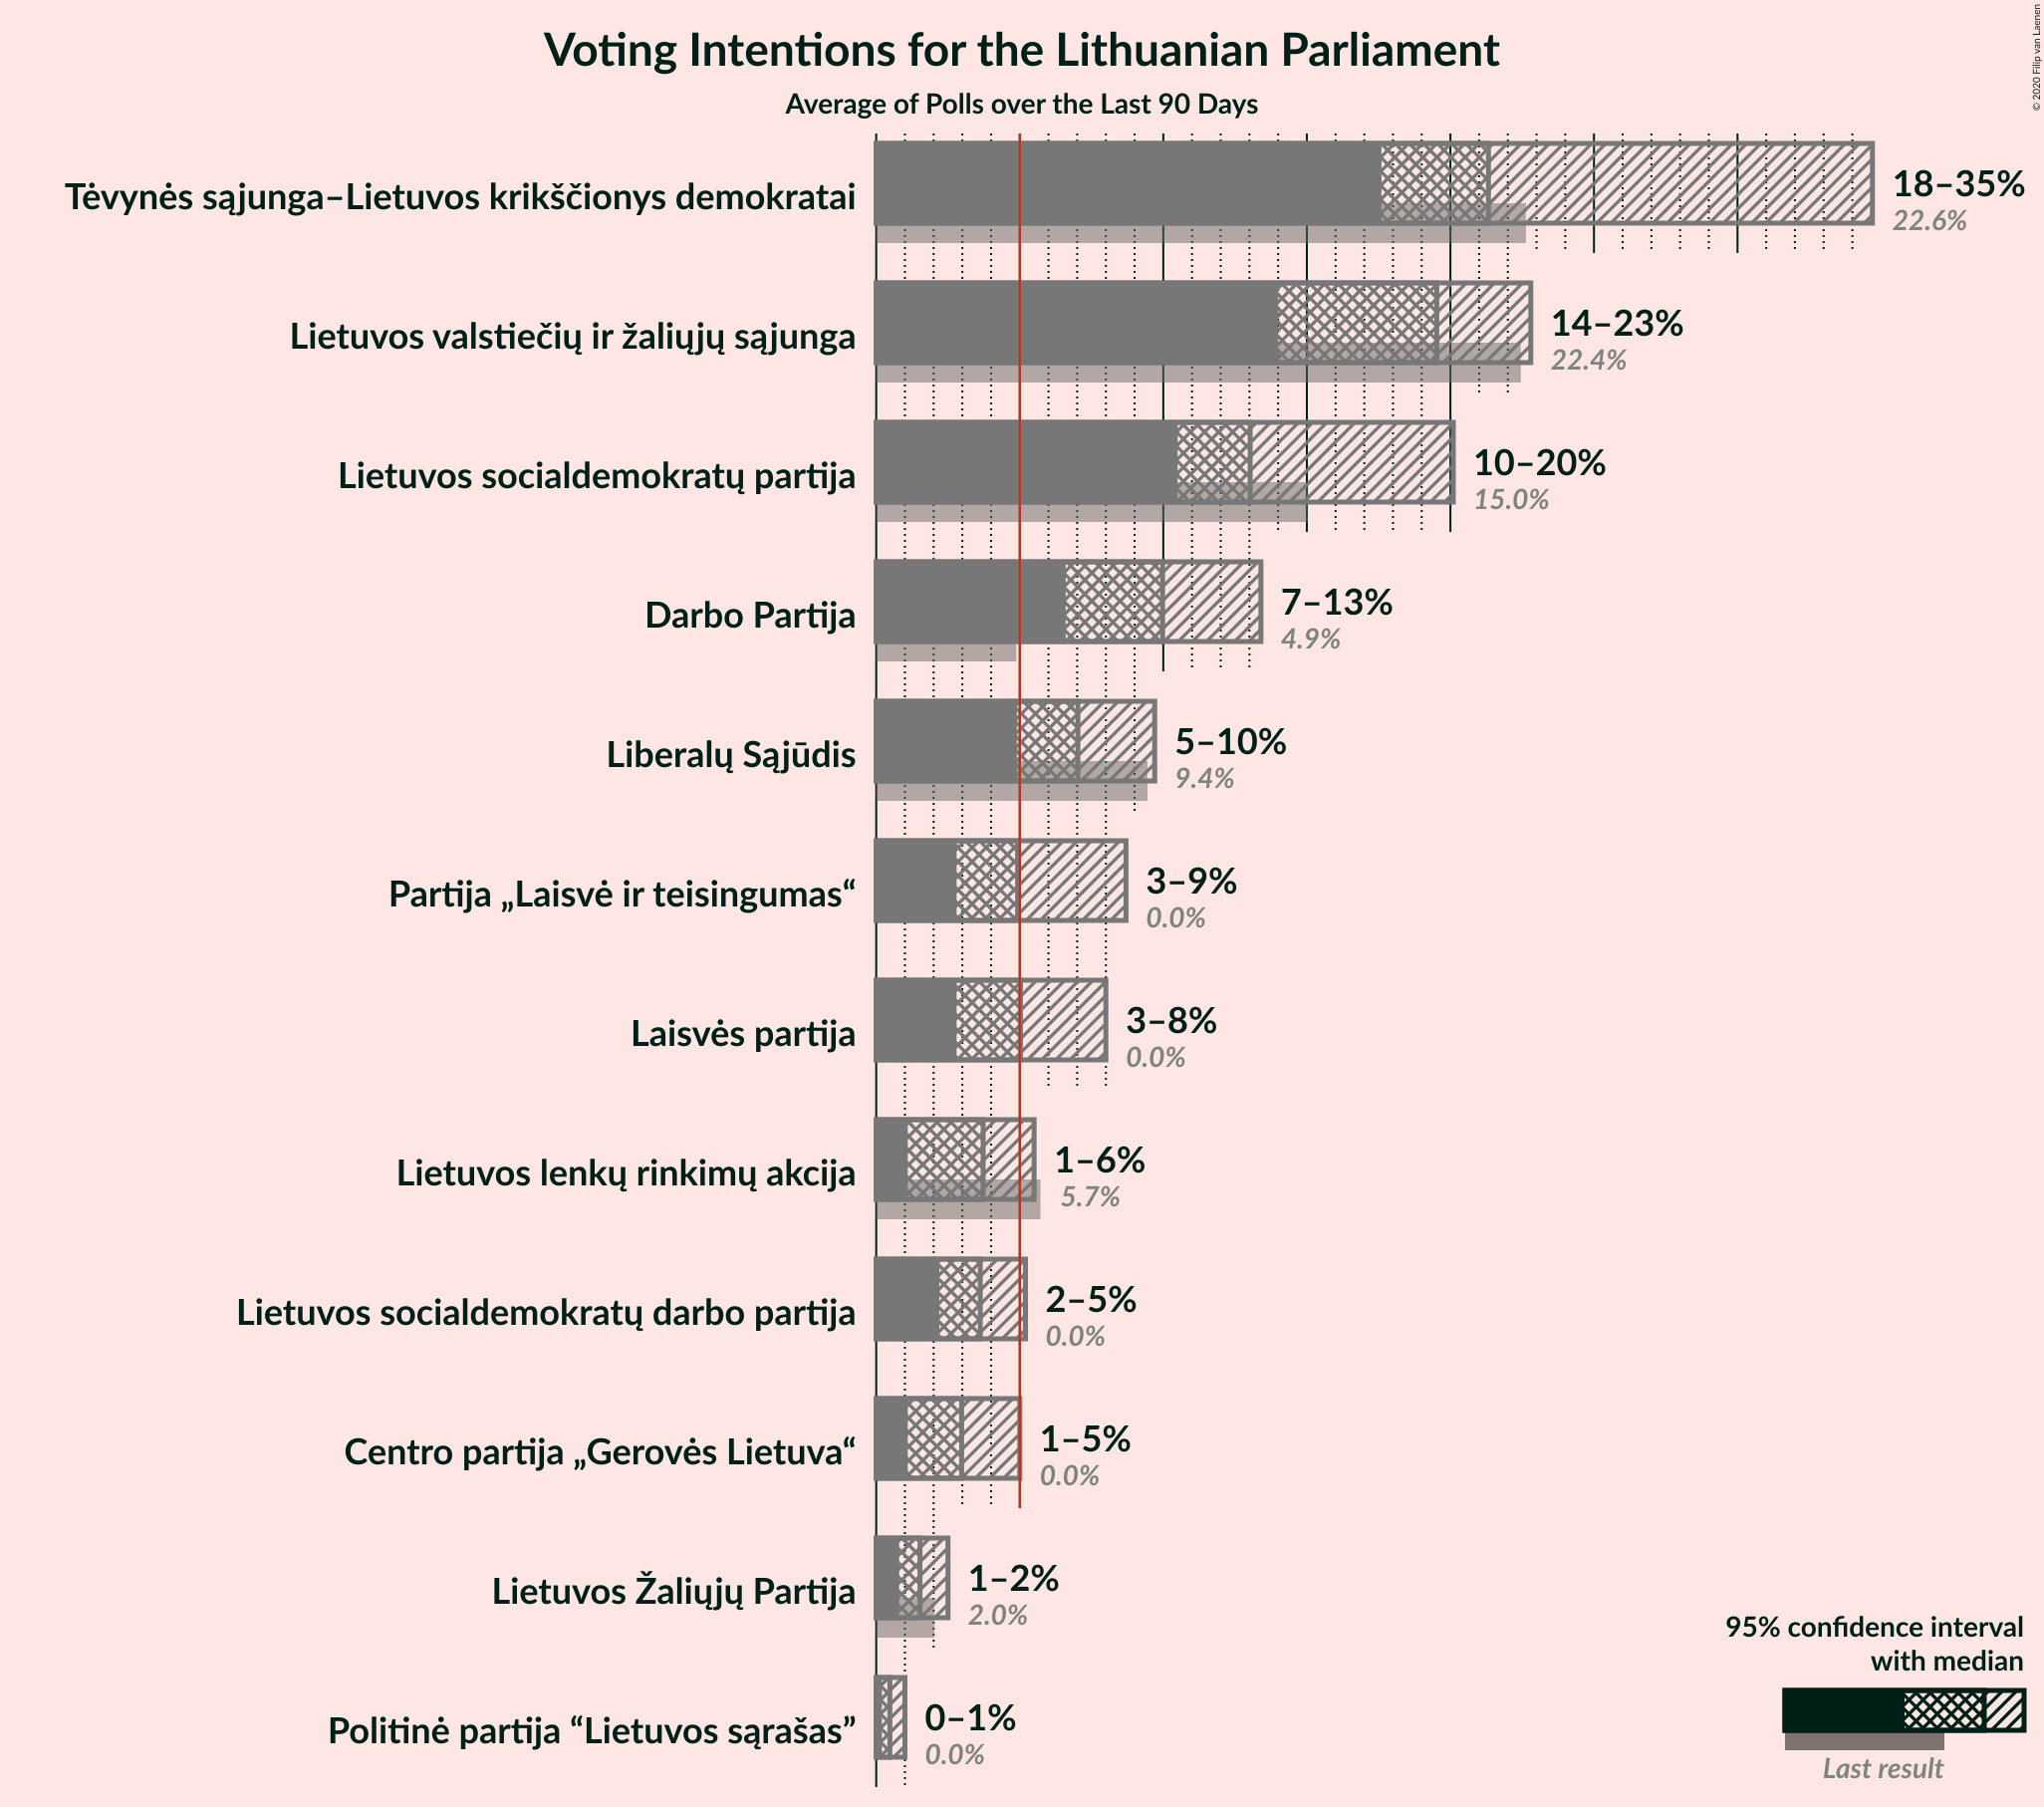 © 2020 Filip van Laenen
Voting Intentions for the Lithuanian Parliament
Average of Polls over the Last 90 Days
Tėvynės sąjunga–Lietuvos krikščionys demokratai
18–35%
22.6%
Lietuvos valstiečių ir žaliųjų sąjunga
14–23%
22.4%
Lietuvos socialdemokratų partija
10–20%
15.0%
Darbo Partija
7–13%
4.9%
Liberalų Sąjūdis
5–10%
9.4%
Partija „Laisvė ir teisingumas“
3–9%
0.0%
Laisvės partija
3–8%
0.0%
Lietuvos lenkų rinkimų akcija
1–6%
5.7%
Lietuvos socialdemokratų darbo partija
2–5%
0.0%
Centro partija „Gerovės Lietuva“
1–5%
0.0%
Lietuvos Žaliųjų Partija
1–2%
2.0%
Politinė partija “Lietuvos sąrašas”
0–1%
0.0%
95% confidence interval
with median
Last result